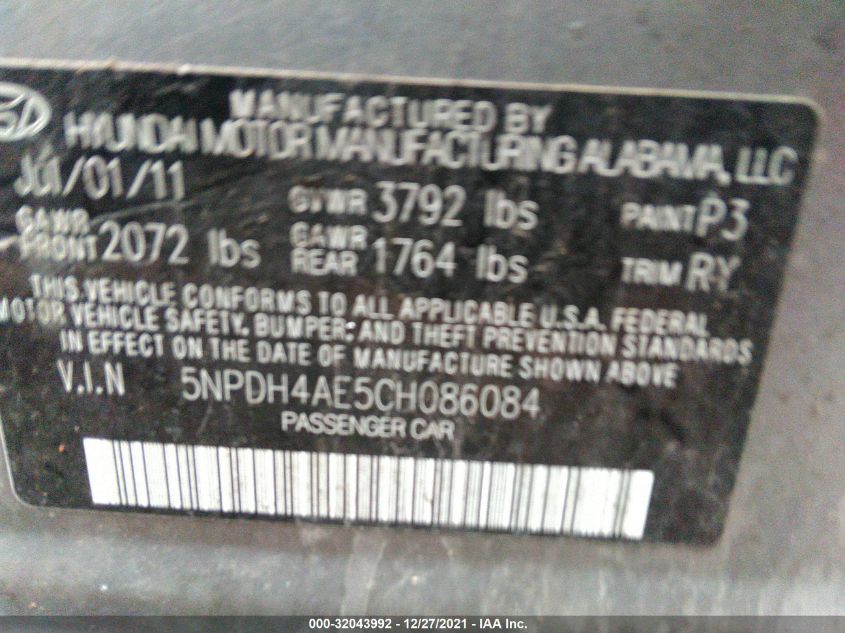 MANUFACTURED BY
HYUNDAI MOTOR MANUFACTURING ALABAMA, LLC
JUl/01/11
GVWR 3792 lbs
PAINT P3
GAWR FRONT 2072 lbs
GAWR REAR 1764 lbs
TRIM RY
THIS VEHICLE CONFORMS TO ALL APPLICABLE U.S.A. FEDERAL
MOTOR VEHICLE SAFETY, BUMPER, AND THEFT PREVENTION STANDARDS
IN EFFECT ON THE DATE OF MANUFACTURE SHOWN ABOVE
V.I.N 5NPDH4AE5CH086084
PASSENGER CAR
000-32043992 - 12/27/2021 - IAA Inc.